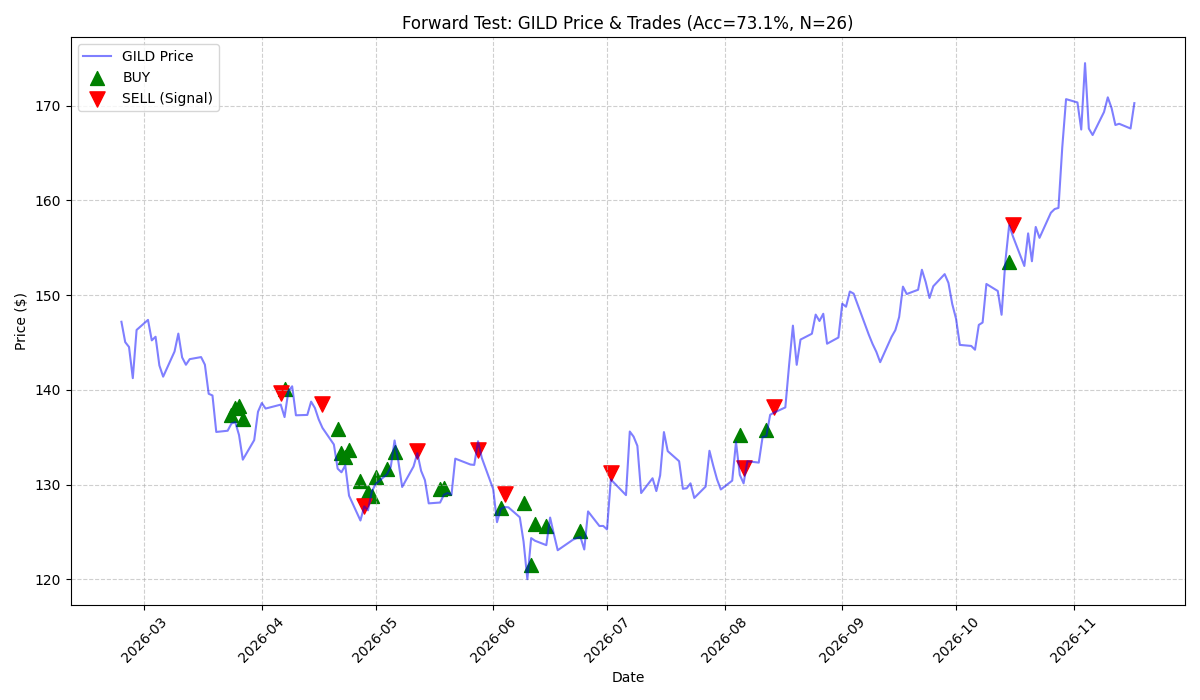 Forward Test: GILD Price & Trades (Acc=73.1%, N=26)
GILD Price
BUY
SELL (Signal)
Price ($)
170
160
150
140
130
120
2026-03
2026-04
2026-05
2026-06
2026-07
2026-08
2026-09
2026-10
2026-11
Date